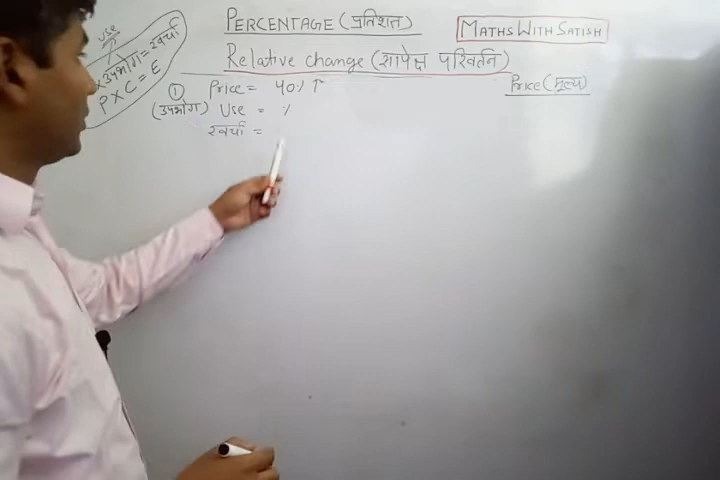 PERCENTAGE (प्रतिशत)
MATHS WITH SATISH
Relative change (सापेक्ष परिवर्तन)
Price (मूल्य)
use
× उपभोग = खर्चा
P × C = E
① Price = 40% ↑
(उपभोग) Use = %
खर्चा =